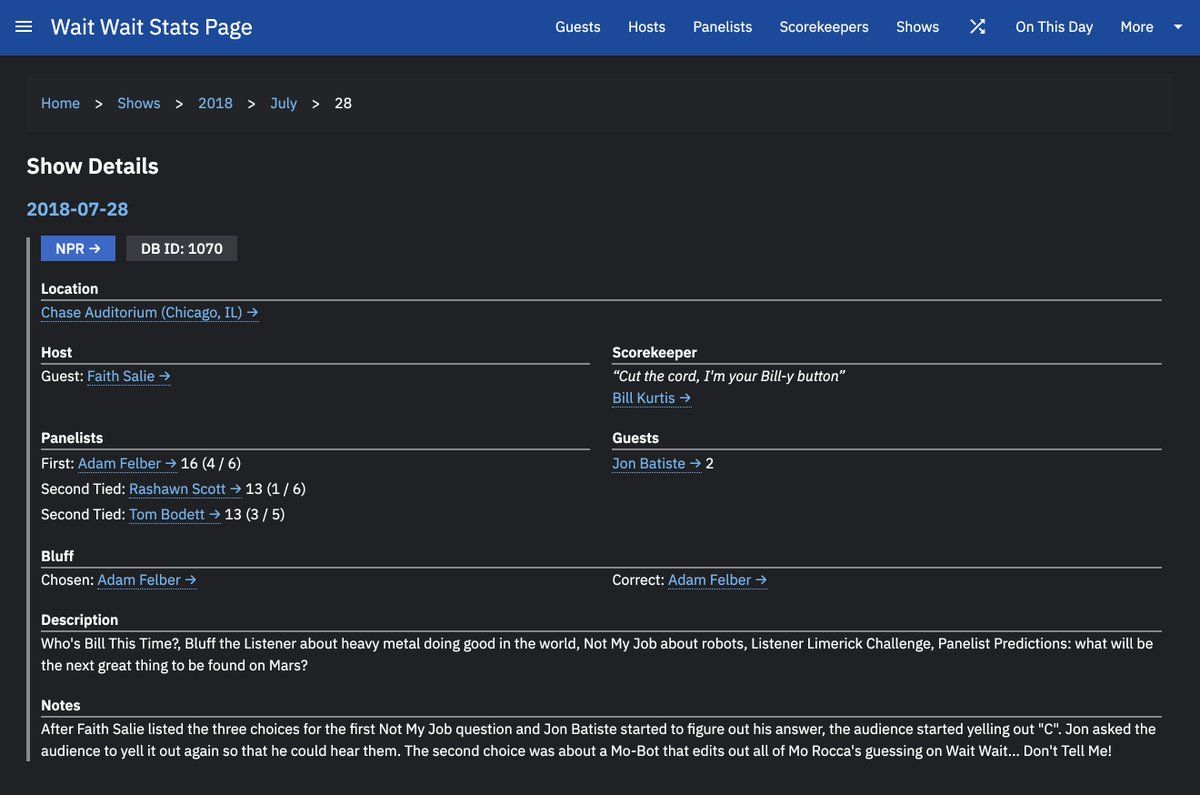 Wait Wait Stats Page
Guests Hosts Panelists Scorekeepers Shows On This Day More
Home > Shows > 2018 > July > 28
Show Details
2018-07-28
NPR → DB ID: 1070
Location
Chase Auditorium (Chicago, IL) →
Host
Guest: Faith Salie →
Scorekeeper
“Cut the cord, I'm your Bill-y button”
Bill Kurtis →
Panelists
First: Adam Felber → 16 (4 / 6)
Second Tied: Rashawn Scott → 13 (1 / 6)
Second Tied: Tom Bodett → 13 (3 / 5)
Guests
Jon Batiste → 2
Bluff
Chosen: Adam Felber →
Correct: Adam Felber →
Description
Who's Bill This Time?, Bluff the Listener about heavy metal doing good in the world, Not My Job about robots, Listener Limerick Challenge, Panelist Predictions: what will be
the next great thing to be found on Mars?
Notes
After Faith Salie listed the three choices for the first Not My Job question and Jon Batiste started to figure out his answer, the audience started yelling out "C". Jon asked the
audience to yell it out again so that he could hear them. The second choice was about a Mo-Bot that edits out all of Mo Rocca's guessing on Wait Wait... Don't Tell Me!